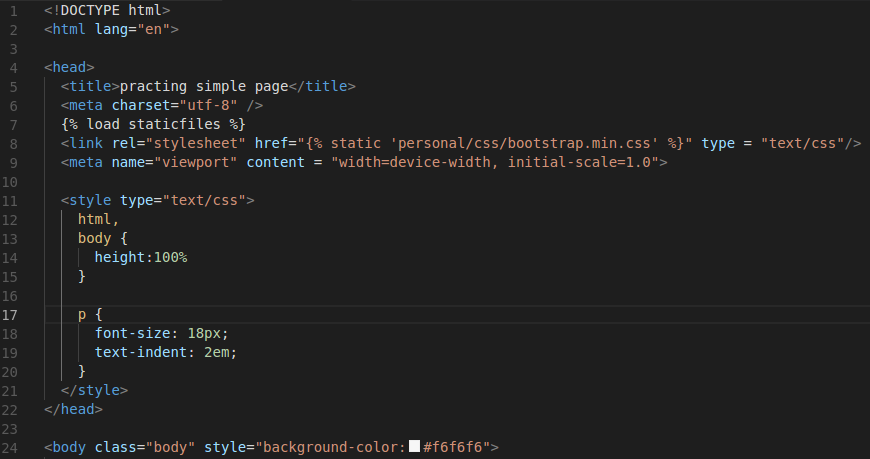 1 <!DOCTYPE html>
2 <html lang="en">
3
4 <head>
5   <title>practing simple page</title>
6   <meta charset="utf-8" />
7   {% load staticfiles %}
8   <link rel="stylesheet" href="{% static 'personal/css/bootstrap.min.css' %}" type = "text/css"/>
9   <meta name="viewport" content = "width=device-width, initial-scale=1.0">
10
11   <style type="text/css">
12     html,
13     body {
14       height:100%
15     }
16
17     p {
18       font-size: 18px;
19       text-indent: 2em;
20     }
21   </style>
22 </head>
23
24 <body class="body" style="background-color:#f6f6f6">